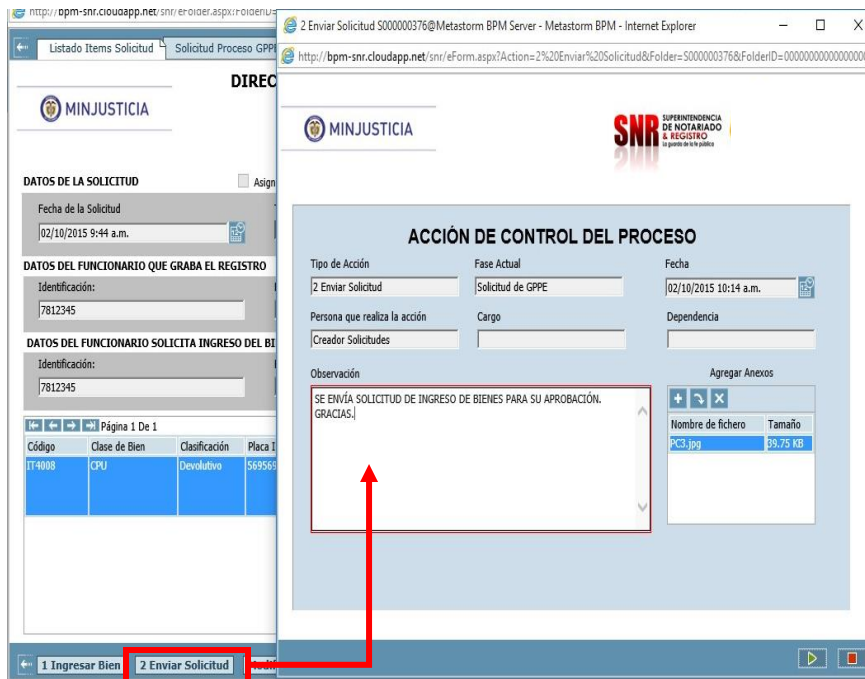 http://bpm-snr.cloudapp.net/snr/eFolder.aspx?FolderID=
Listado Items Solicitud
Solicitud Proceso
DIREC
MINJUSTICIA
DATOS DE LA SOLICITUD
Asign
Fecha de la Solicitud
02/10/2015 9:44 a.m.
DATOS DEL FUNCIONARIO QUE GRABA EL REGISTRO
Identificación:
7812345
DATOS DEL FUNCIONARIO SOLICITA INGRESO DEL BI
Identificación:
7812345
Página 1 De 1
Código Clase de Bien Clasificación Placa I
IT4008 CPU Devolutivo 569569
1 Ingresar Bien 2 Enviar Solicitud
2 Enviar Solicitud S000000376@Metastorm BPM Server - Metastorm BPM - Internet Explorer
http://bpm-snr.cloudapp.net/snr/eForm.aspx?Action=2%20Enviar%20Solicitud&Folder=S000000376&FolderID=0000000000000000
MINJUSTICIA
SNR
SUPERINTENDENCIA
DE NOTARIADO
& REGISTRO
La guarda de la fe pública
ACCIÓN DE CONTROL DEL PROCESO
Tipo de Acción Fase Actual Fecha
2 Enviar Solicitud Solicitud de GPPE 02/10/2015 10:14 a.m.
Persona que realiza la acción Cargo Dependencia
Creador Solicitudes
Observación Agregar Anexos
SE ENVÍA SOLICITUD DE INGRESO DE BIENES PARA SU APROBACIÓN.
GRACIAS.
Nombre de fichero Tamaño
PC3.jpg 39.75 KB